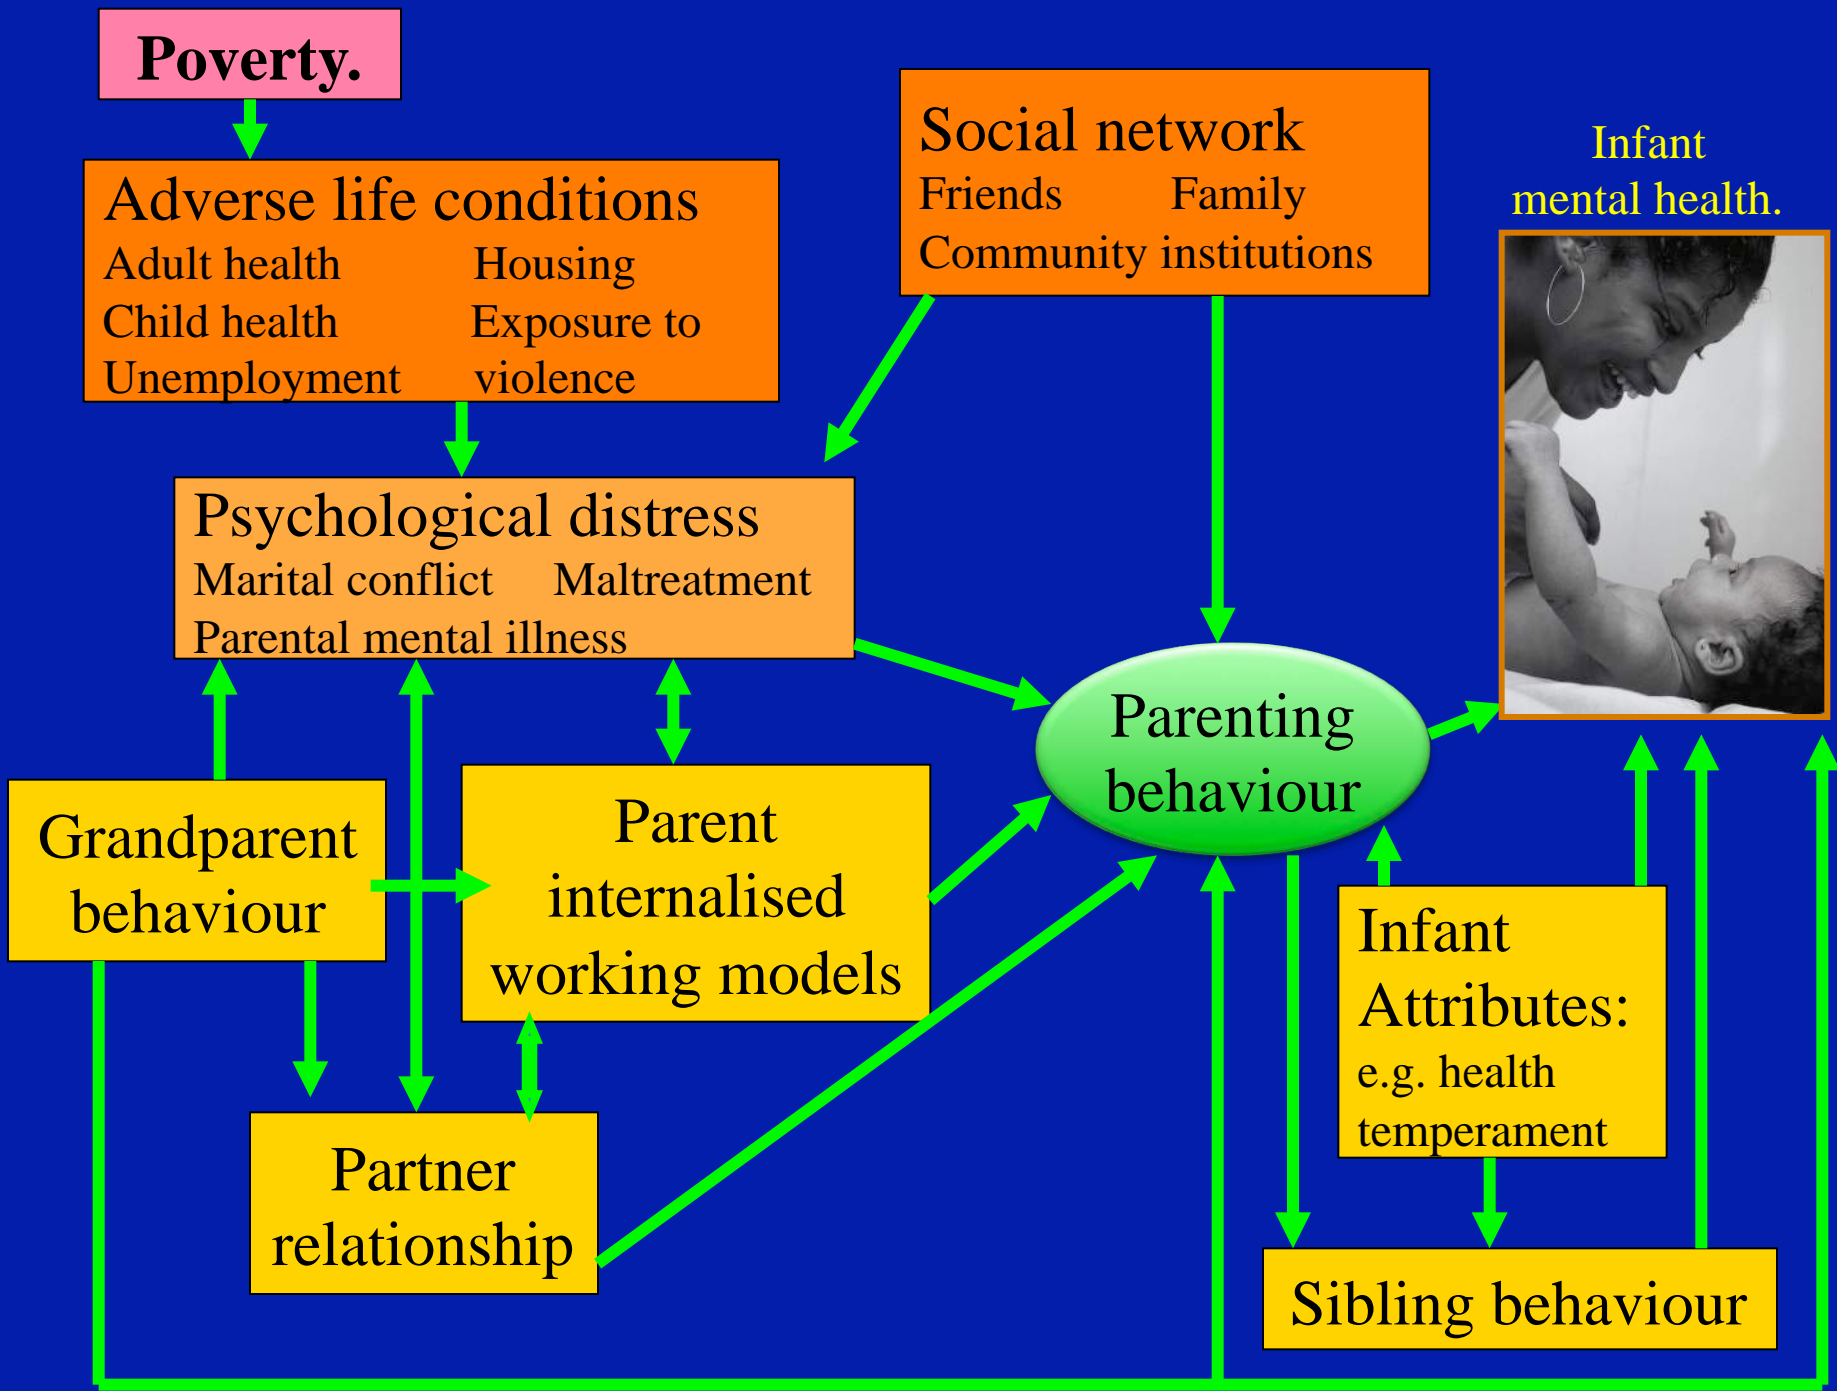 Poverty.
Adverse life conditions
Adult health Housing
Child health Exposure to
Unemployment violence
Social network
Friends Family
Community institutions
Infant
mental health.
Psychological distress
Marital conflict Maltreatment
Parental mental illness
Parenting
behaviour
Grandparent
behaviour
Parent
internalised
working models
Infant
Attributes:
e.g. health
temperament
Partner
relationship
Sibling behaviour